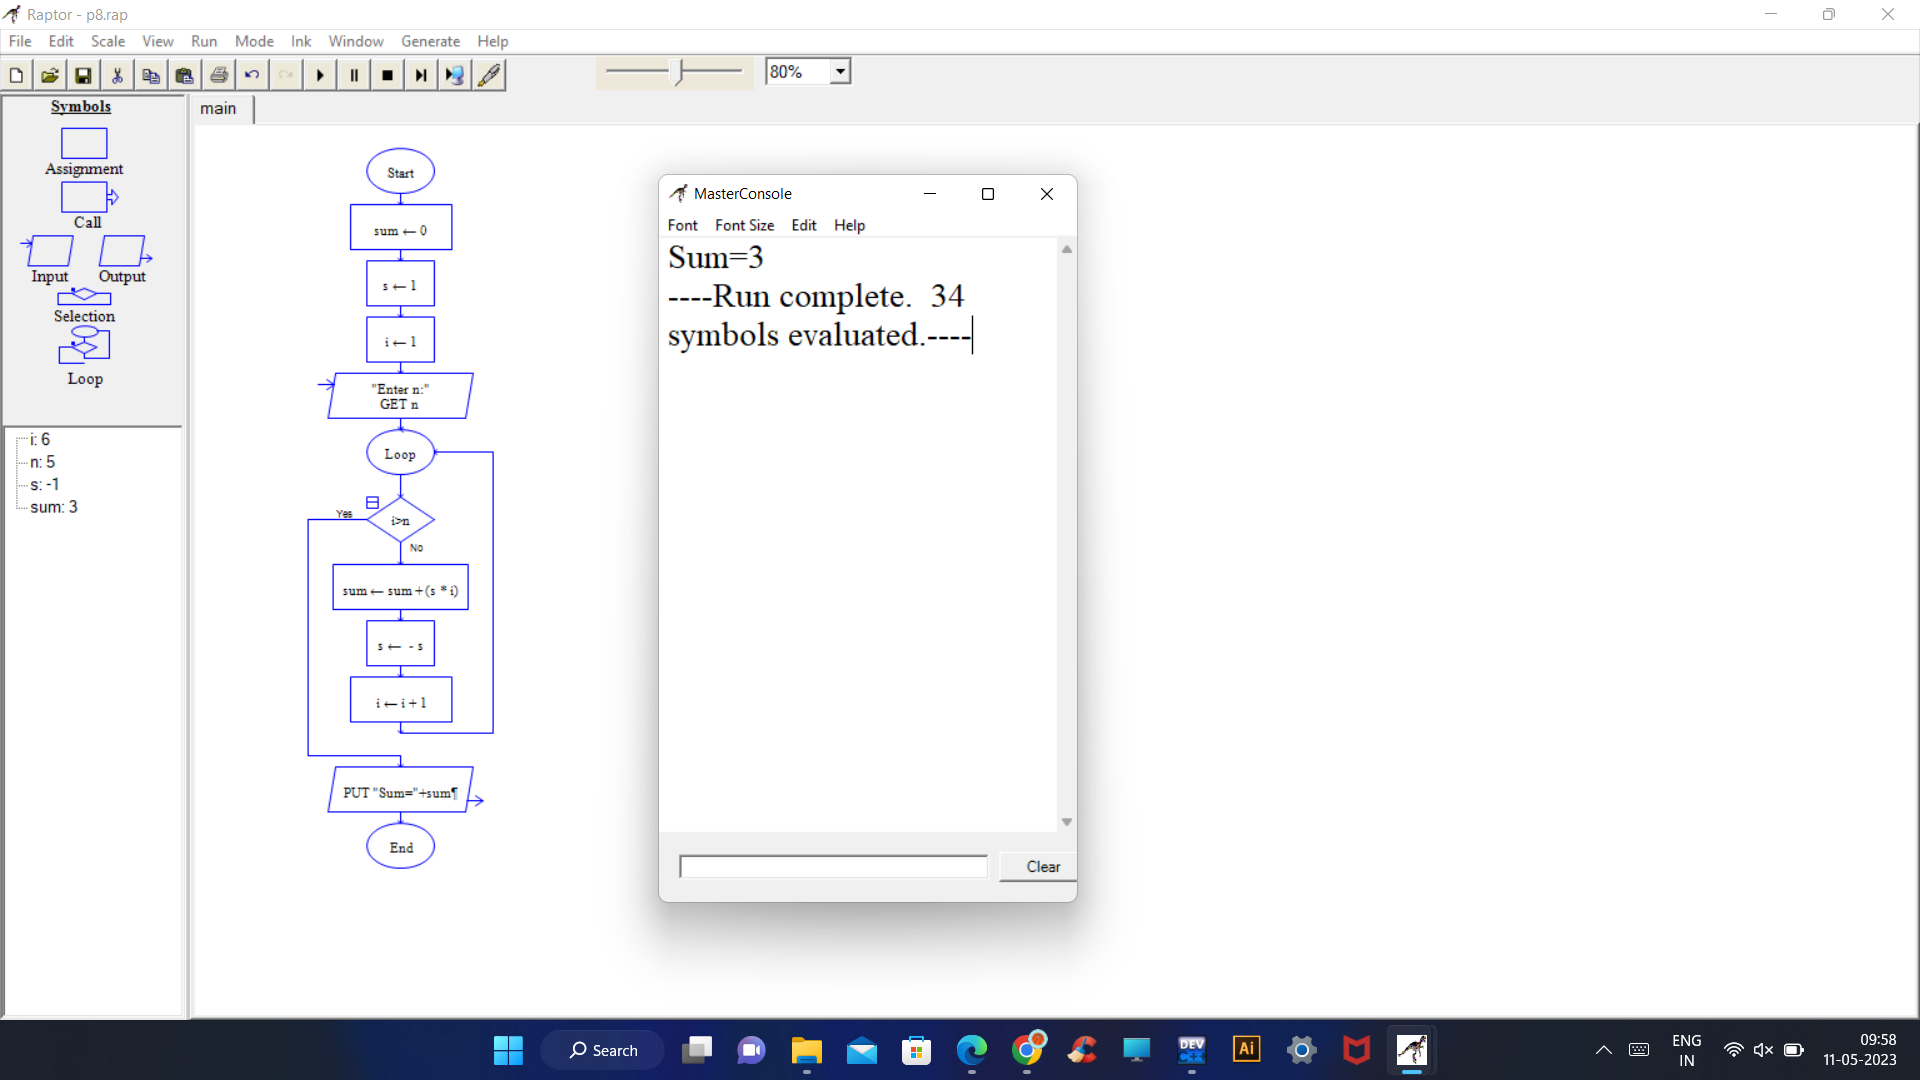 Raptor - p8.rap
File Edit Scale View Run Mode Ink Window Generate Help
80%
Symbols
Assignment
Call
Input Output
Selection
Loop
i: 6
n: 5
s: -1
sum: 3
main
Start
sum ← 0
s ← 1
i ← 1
"Enter n:"
GET n
Loop
Yes
i>n
No
sum ← sum + (s * i)
s ← - s
i ← i + 1
PUT "Sum="+sum¶
End
MasterConsole
Font Font Size Edit Help
Sum=3
----Run complete. 34
symbols evaluated.----
Clear
Search
DEV
C++
Ai
ENG
IN
09:58
11-05-2023